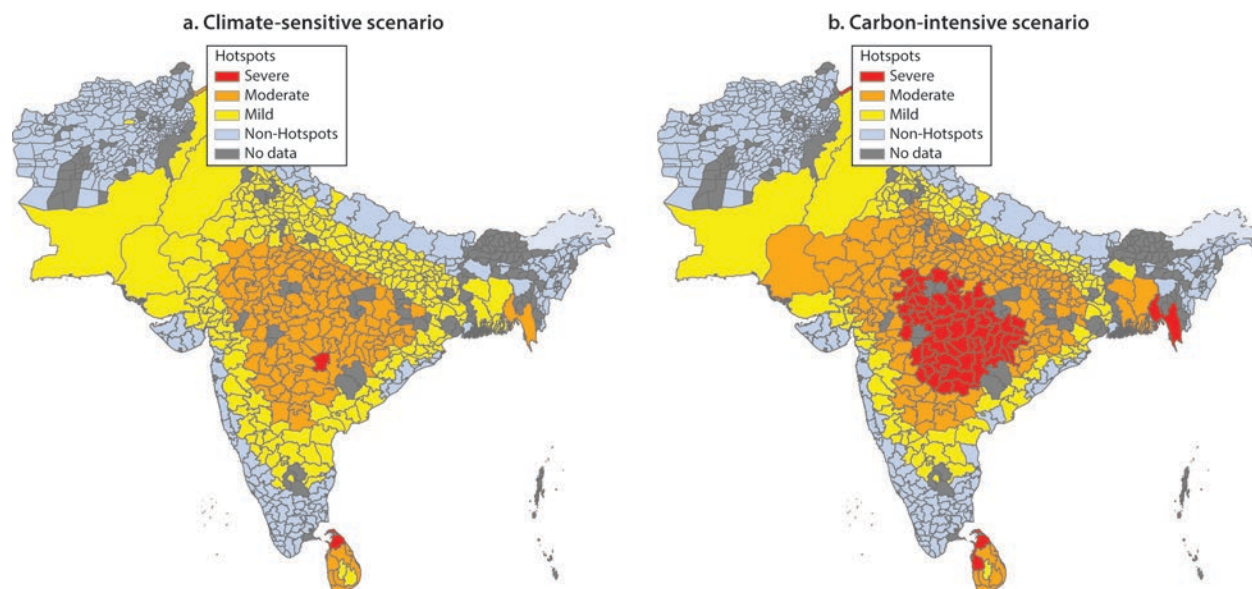 a. Climate-sensitive scenario
Hotspots
Severe
Moderate
Mild
Non-Hotspots
No data
b. Carbon-intensive scenario
Hotspots
Severe
Moderate
Mild
Non-Hotspots
No data